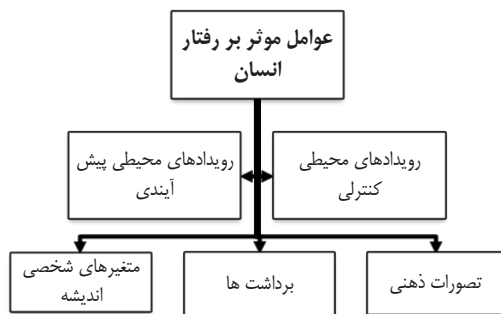 عوامل موثر بر رفتار
انسان
رویدادهای محیطی
کنترلی
رویدادهای محیطی پیش
آیندی
تصورات ذهنی
برداشت ها
متغیرهای شخصی
اندیشه